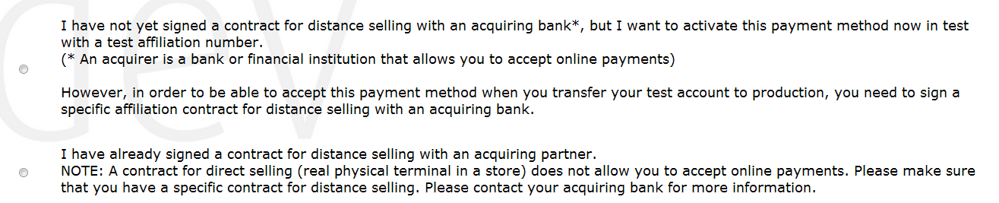 I have not yet signed a contract for distance selling with an acquiring bank*, but I want to activate this payment method now in test
with a test affiliation number.
(* An acquirer is a bank or financial institution that allows you to accept online payments)
However, in order to be able to accept this payment method when you transfer your test account to production, you need to sign a
specific affiliation contract for distance selling with an acquiring bank.
I have already signed a contract for distance selling with an acquiring partner.
NOTE: A contract for direct selling (real physical terminal in a store) does not allow you to accept online payments. Please make sure
that you have a specific contract for distance selling. Please contact your acquiring bank for more information.